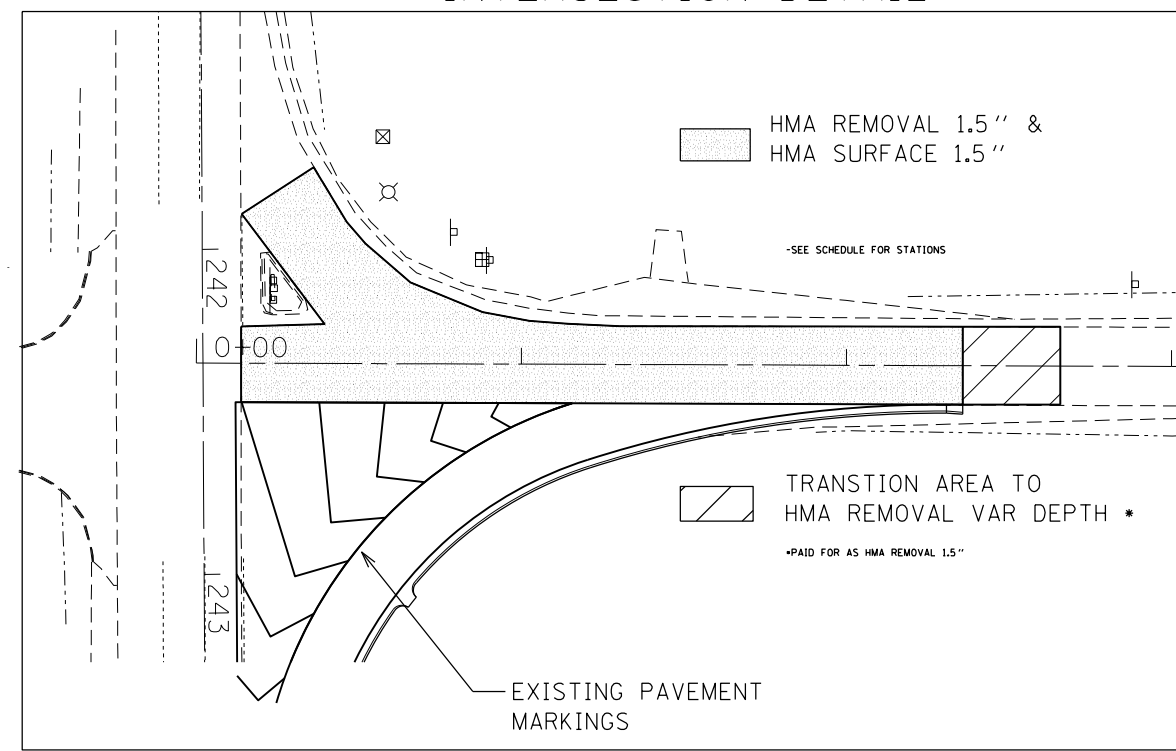 HMA REMOVAL 1.5" &
HMA SURFACE 1.5"
-SEE SCHEDULE FOR STATIONS
242
0+00
TRANSTION AREA TO
HMA REMOVAL VAR DEPTH *
*PAID FOR AS HMA REMOVAL 1.5"
243
EXISTING PAVEMENT
MARKINGS